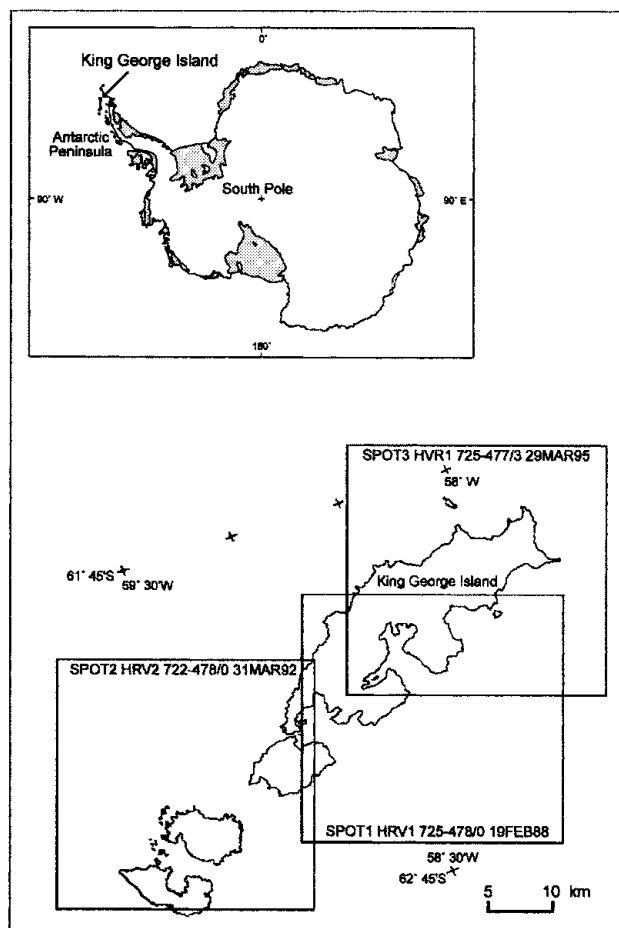 0°
King George Island
Antarctic
Peninsula
South Pole
90° W
90° E
180°
SPOT3 HVR1 725-477/3 29MAR95
58° W
61° 45'S
59° 30'W
King George Island
SPOT2 HRV2 722-478/0 31MAR92
SPOT1 HRV1 725-478/0 19FEB88
58° 30'W
62° 45'S
5 10 km